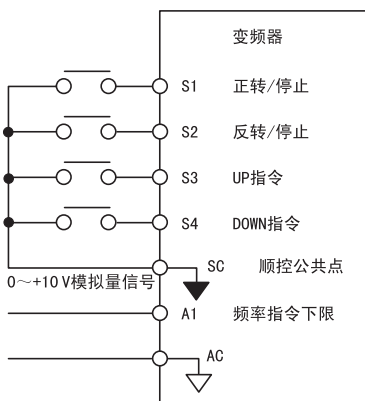 变频器
S1 正转/停止
S2 反转/停止
S3 UP指令
S4 DOWN指令
SC 顺控公共点
0～+10 V模拟量信号
A1 频率指令下限
AC